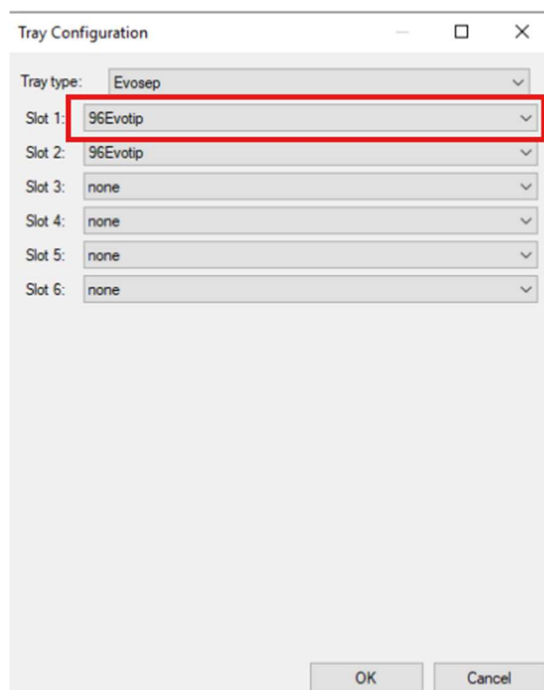 Tray Configuration
Tray type: Evosep
Slot 1: 96Evotip
Slot 2: 96Evotip
Slot 3: none
Slot 4: none
Slot 5: none
Slot 6: none
OK Cancel